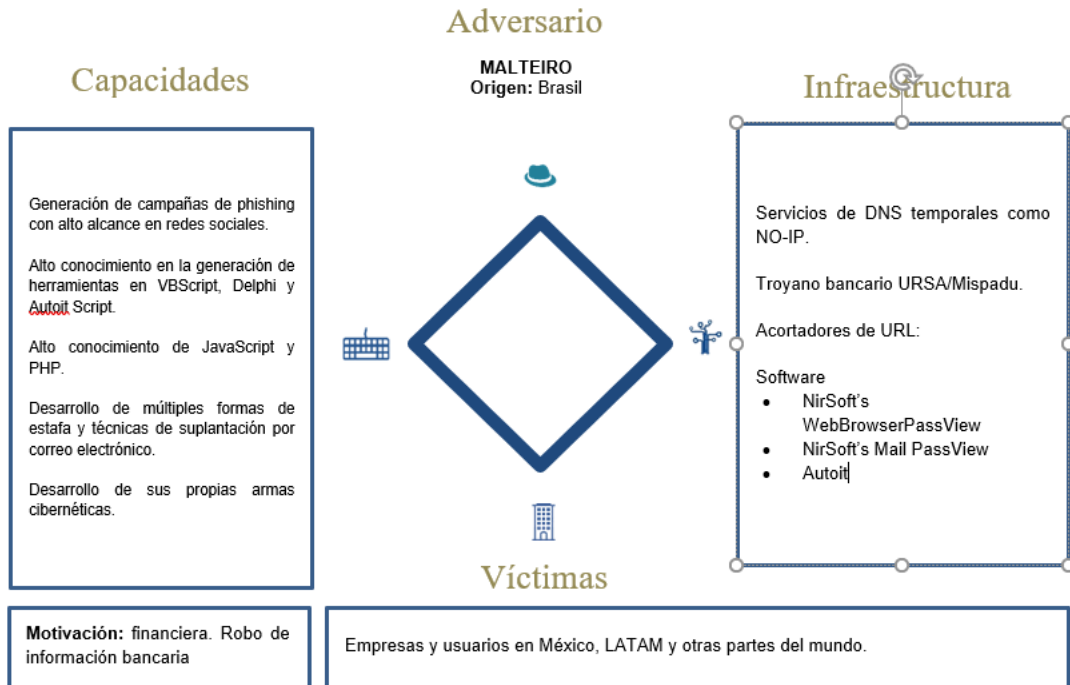 Adversario
MALTEIRO
Origen: Brasil
Capacidades
Generación de campañas de phishing
con alto alcance en redes sociales.
Alto conocimiento en la generación de
herramientas en VBScript, Delphi y
Autoit Script.
Alto conocimiento de JavaScript y
PHP.
Desarrollo de múltiples formas de
estafa y técnicas de suplantación por
correo electrónico.
Desarrollo de sus propias armas
cibernéticas.
Infraestructura
Servicios de DNS temporales como
NO-IP.
Troyano bancario URSA/Mispadu.
Acortadores de URL:
Software
• NirSoft's
WebBrowserPassView
• NirSoft's Mail PassView
• Autoit
Víctimas
Motivación: financiera. Robo de
información bancaria
Empresas y usuarios en México, LATAM y otras partes del mundo.